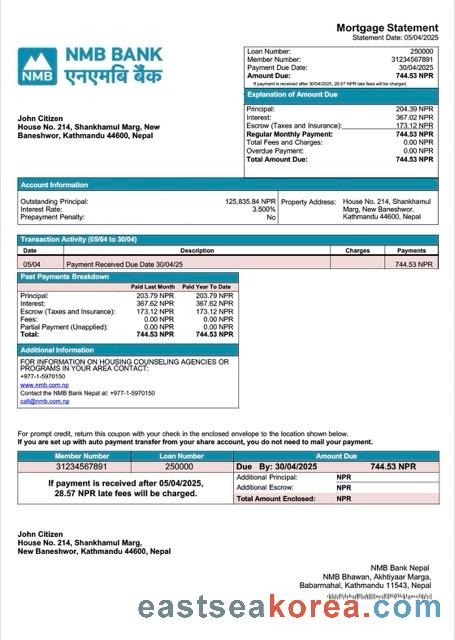 Mortgage Statement
Statement Date: 05/04/2025
NMB BANK
एनएमबि बैंक
NMB
Loan Number: 250000
Member Number: 31234567891
Payment Due Date: 30/04/2025
Amount Due: 744.53 NPR
If payment is received after 30/04/2025, 28.57 NPR late fees will be charged.
Explanation of Amount Due
Principal: 204.39 NPR
Interest: 367.02 NPR
Escrow (Taxes and Insurance): 173.12 NPR
Regular Monthly Payment: 744.53 NPR
Total Fees and Charges: 0.00 NPR
Overdue Payment: 0.00 NPR
Total Amount Due: 744.53 NPR
John Citizen
House No. 214, Shankhamul Marg, New
Baneshwor, Kathmandu 44600, Nepal
Account Information
Outstanding Principal: 125,835.84 NPR
Interest Rate: 3.500%
Prepayment Penalty: No
Property Address: House No. 214, Shankhamul
Marg, New Baneshwor,
Kathmandu 44600, Nepal
Transaction Activity (05/04 to 30/04)
Date Description Charges Payments
05/04 Payment Received Due Date 30/04/25 744.53 NPR
Past Payments Breakdown
Paid Last Month Paid Year To Date
Principal: 203.79 NPR 203.79 NPR
Interest: 367.62 NPR 367.62 NPR
Escrow (Taxes and Insurance): 173.12 NPR 173.12 NPR
Fees: 0.00 NPR 0.00 NPR
Partial Payment (Unapplied): 0.00 NPR 0.00 NPR
Total: 744.53 NPR 744.53 NPR
Additional Information
FOR INFORMATION ON HOUSING COUNSELING AGENCIES OR
PROGRAMS IN YOUR AREA CONTACT:
+977-1-5970150
www.nmb.com.np
Contact the NMB Bank Nepal at: +977-1-5970150
call@nmb.com.np
For prompt credit, return this coupon with your check in the enclosed envelope to the location shown below.
If you are set up with auto payment transfer from your share account, you do not need to mail your payment.
Member Number Loan Number Amount Due
31234567891 250000 Due By: 30/04/2025 744.53 NPR
If payment is received after 05/04/2025,
28.57 NPR late fees will be charged.
Additional Principal: NPR
Additional Escrow: NPR
Total Amount Enclosed: NPR
John Citizen
House No. 214, Shankhamul Marg,
New Baneshwor, Kathmandu 44600, Nepal
NMB Bank Nepal
NMB Bhawan, Akhtiyaar Marga,
Babarmahal, Kathmandu 11543, Nepal
eastseakorea.com